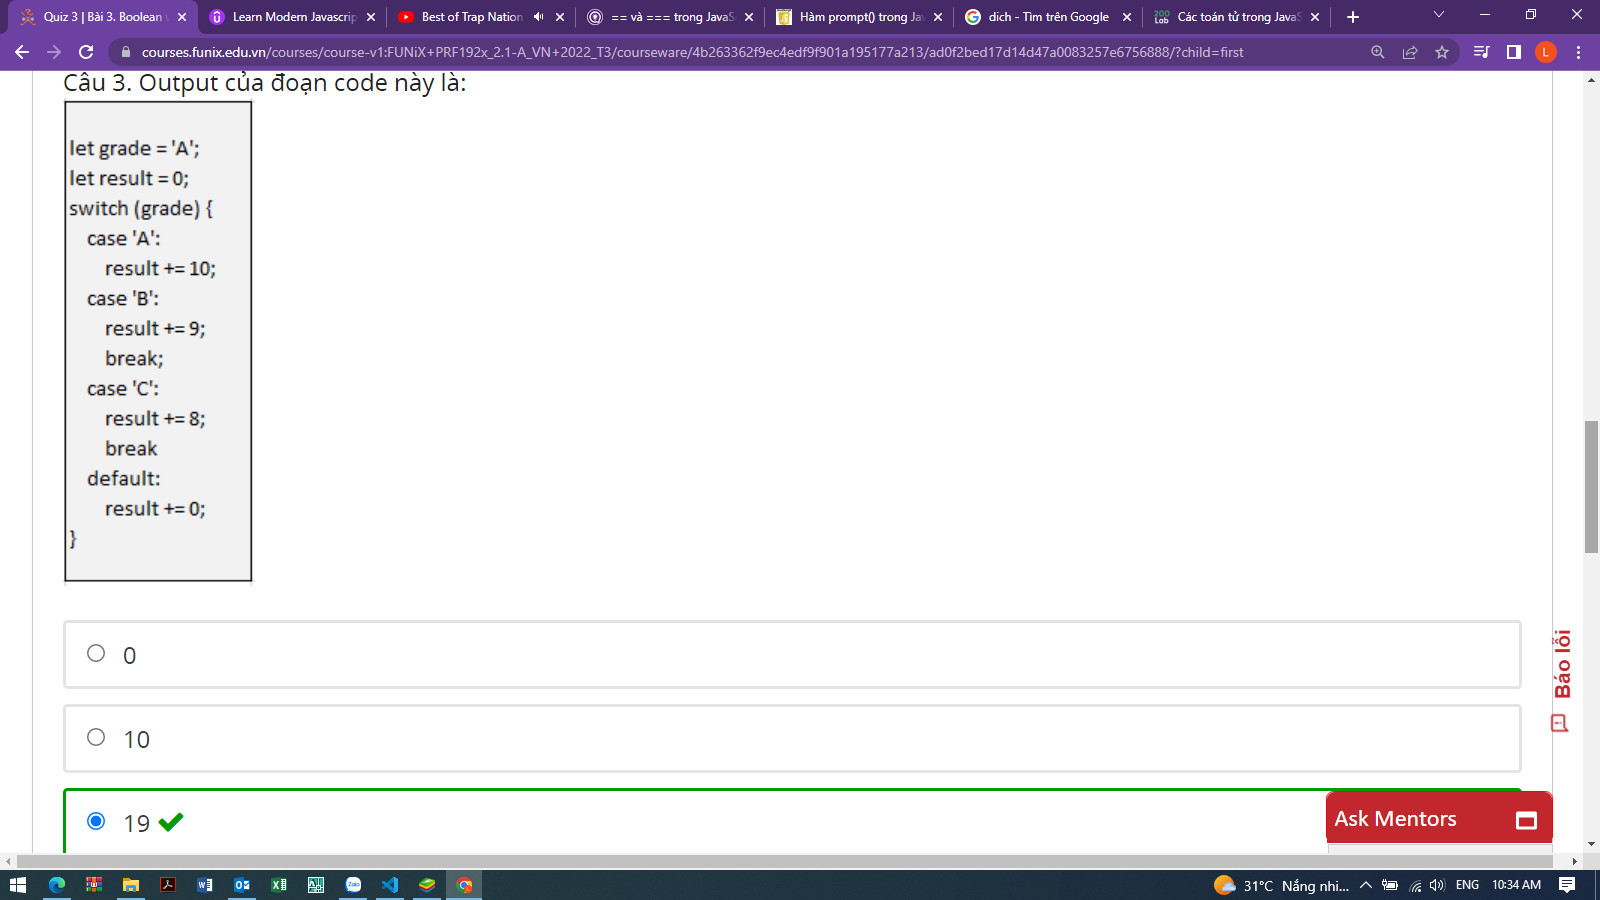 Quiz 3 | Bài 3. Boolean
Learn Modern Javascrip
Best of Trap Nation
== và === trong JavaS
Hàm prompt() trong Ja
dich - Tìm trên Google
200 Lab
Các toán tử trong JavaS
courses.funix.edu.vn/courses/course-v1:FUNiX+PRF192x_2.1-A_VN+2022_T3/courseware/4b263362f9ec4edf9f901a195177a213/ad0f2bed17d14d47a0083257e6756888/?child=first
L
Câu 3. Output của đoạn code này là:
let grade = 'A';
let result = 0;
switch (grade) {
case 'A':
result += 10;
case 'B':
result += 9;
break;
case 'C':
result += 8;
break
default:
result += 0;
}
0
10
19
Báo lỗi
Ask Mentors
31°C Nắng nhi...
ENG
10:34 AM